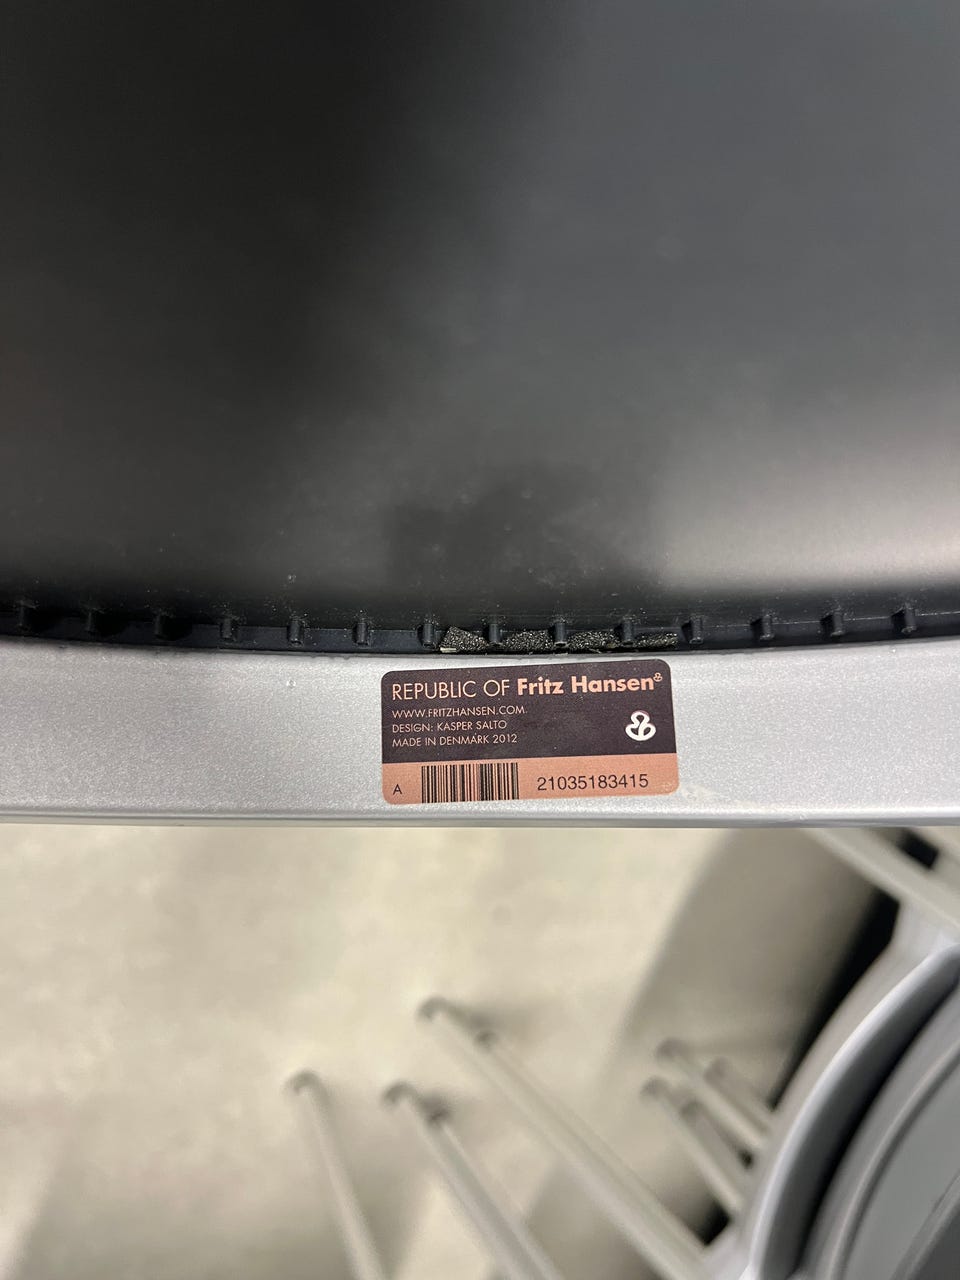 REPUBLIC OF Fritz Hansen
WWW.FRITZHANSEN.COM
DESIGN: KASPER SALTO
MADE IN DENMARK 2012
A 21035183415